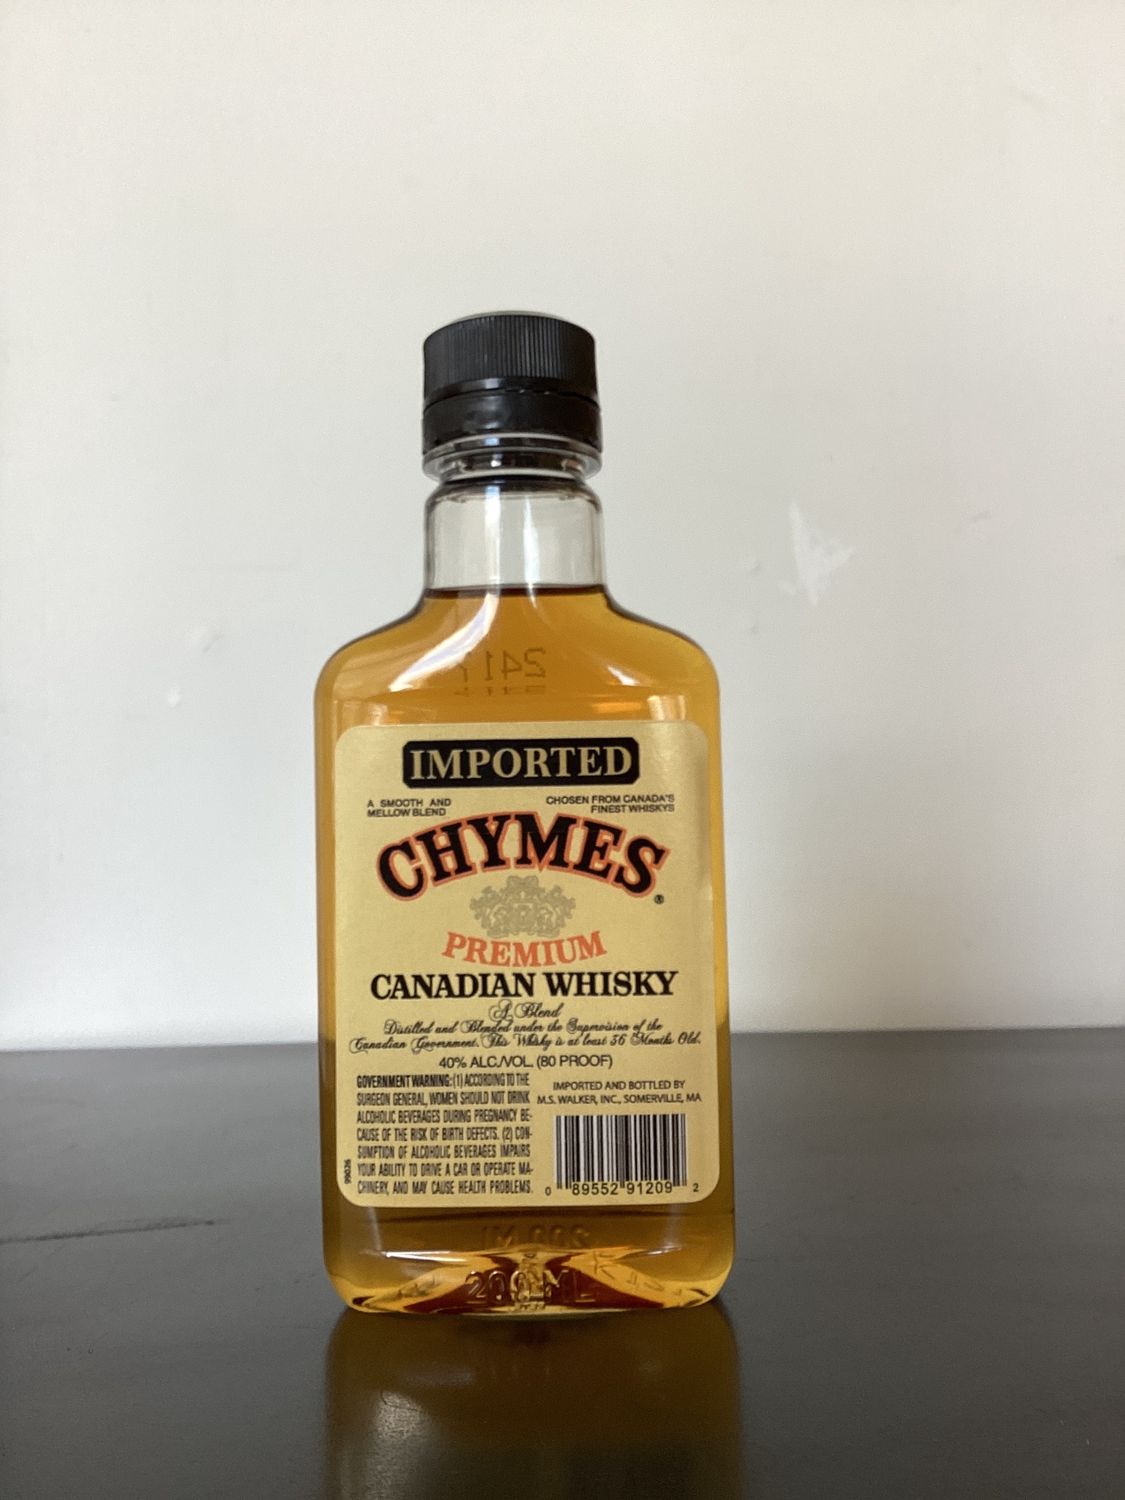 IMPORTED
A SMOOTH AND
MELLOW BLEND
CHOSEN FROM CANADA'S
FINEST WHISKYS
CHYMES®
PREMIUM
CANADIAN WHISKY
A Blend
Distilled and Blended under the Supervision of the
Canadian Government. This Whisky is at least 36 Months Old.
40% ALC./VOL. (80 PROOF)
GOVERNMENT WARNING: (1) ACCORDING TO THE
SURGEON GENERAL, WOMEN SHOULD NOT DRINK
ALCOHOLIC BEVERAGES DURING PREGNANCY BE-
CAUSE OF THE RISK OF BIRTH DEFECTS. (2) CON-
SUMPTION OF ALCOHOLIC BEVERAGES IMPAIRS
YOUR ABILITY TO DRIVE A CAR OR OPERATE MA-
CHINERY, AND MAY CAUSE HEALTH PROBLEMS.
IMPORTED AND BOTTLED BY
M.S. WALKER, INC., SOMERVILLE, MA
0 89552 91209 2
99026
200 ML